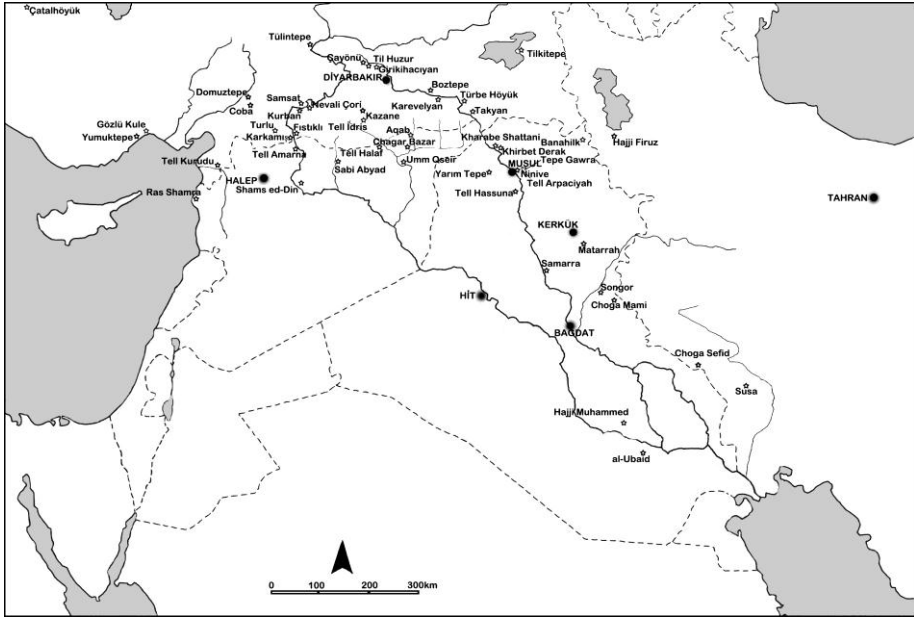 Çatalhöyük
Tülintepe
Tilkitepe
Çayönü
Til Huzur
Girikihacıyan
DİYARBAKIR
Boztepe
Domuztepe
Samsat
Nevali Çori
Karevelyan
Türbe Höyük
Coba
Kurban
Kazane
Takyan
Gözlü Kule
Turlu
Fıstıklı
Tell İdris
Aqab
Yumuktepe
Karkamış
Chagar Bazar
Kharabe Shattani
Banahilk
Hajji Firuz
Khirbet Derak
Tell Amarna
Tell Halaf
Umm Qseir
MUSUL
Tepe Gawra
Tell Kurudu
Sabi Abyad
Yarım Tepe
Ninive
HALEP
Shams ed-Din
Tell Arpaciyah
Ras Shamra
Tell Hassuna
TAHRAN
KERKÜK
Matarrah
Samarra
HİT
Songor
Choga Mami
BAGDAT
Choga Sefid
Susa
Hajji Muhammed
al-Ubaid
0 100 200 300km